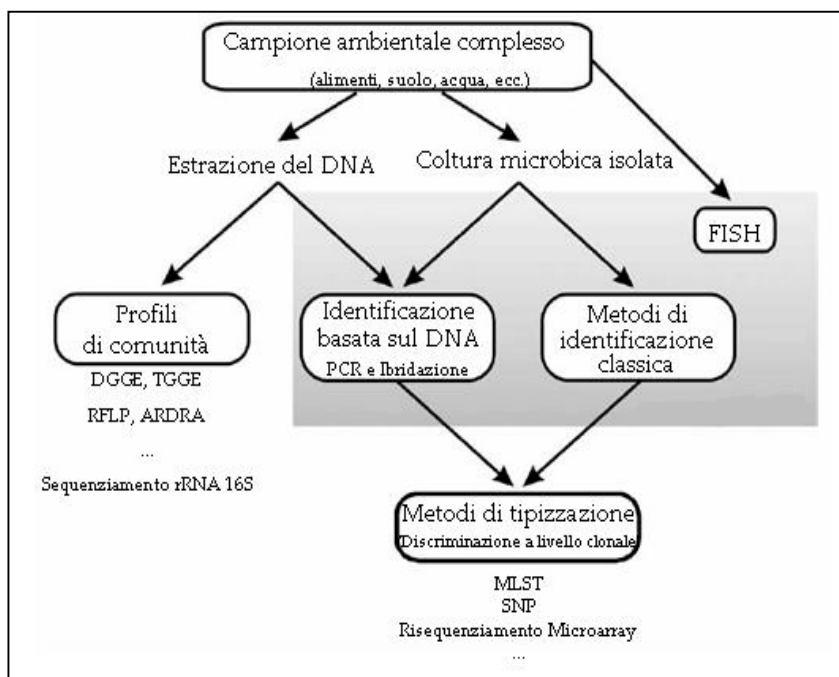 Campione ambientale complesso
(alimenti, suolo, acqua, ecc.)
Estrazione del DNA
Coltura microbica isolata
FISH
Profili
di comunità
DGGE, TGGE
RFLP, ARDRA
...
Sequenziamento rRNA 16S
Identificazione
basata sul DNA
PCR e Ibridazione
Metodi di
identificazione
classica
Metodi di tipizzazione
Discriminazione a livello clonale
MLST
SNP
Risequenziamento Microarray
...